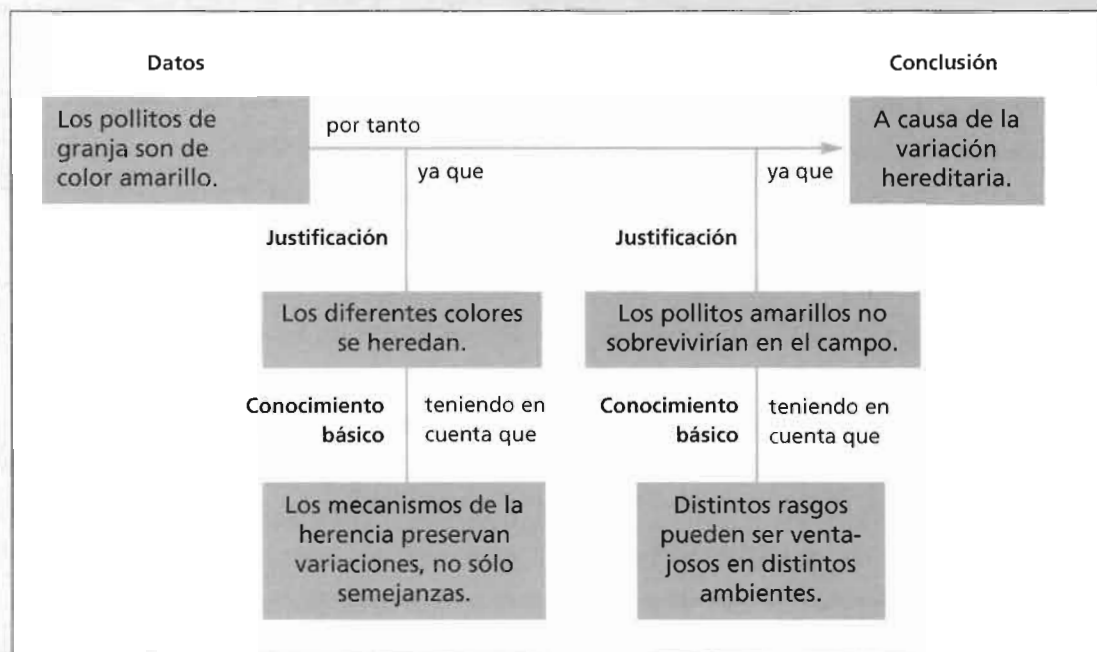 Datos
Conclusión
Los pollitos de
granja son de
color amarillo.
por tanto
A causa de la
variación
hereditaria.
ya que
ya que
Justificación
Justificación
Los diferentes colores
se heredan.
Los pollitos amarillos no
sobrevivirían en el campo.
Conocimiento
básico
teniendo en
cuenta que
Conocimiento
básico
teniendo en
cuenta que
Los mecanismos de la
herencia preservan
variaciones, no sólo
semejanzas.
Distintos rasgos
pueden ser venta-
josos en distintos
ambientes.